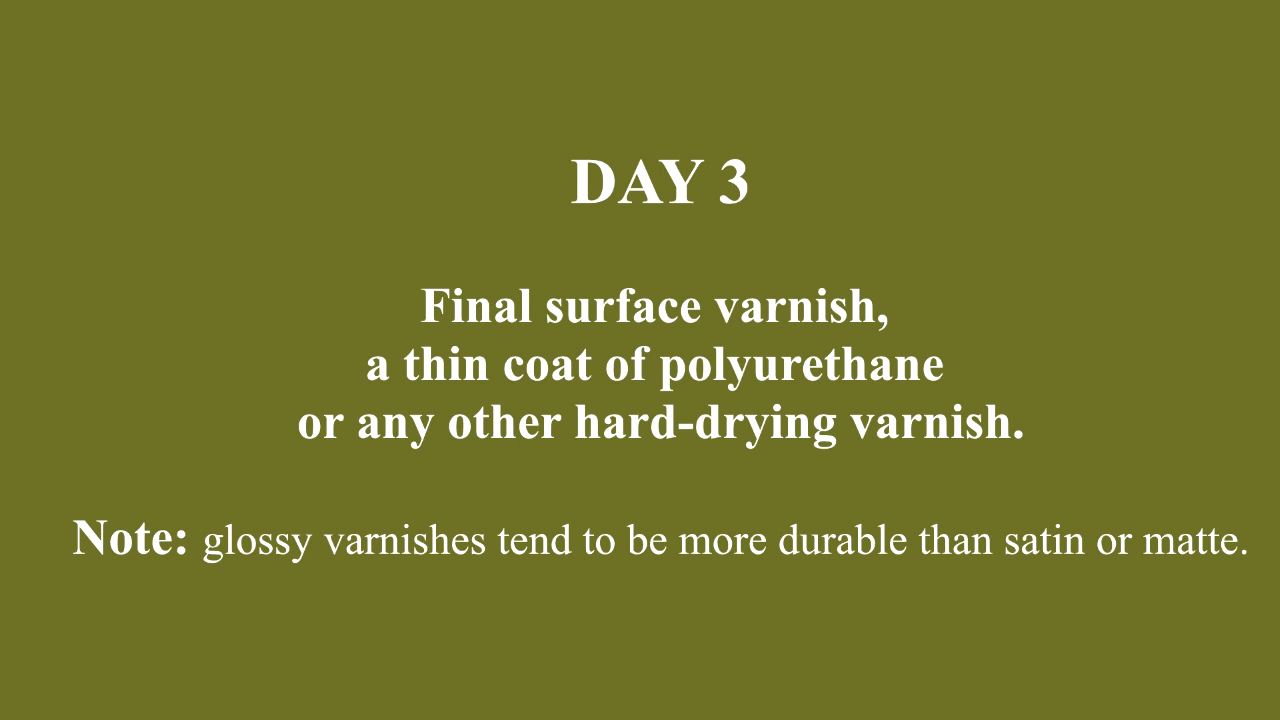 DAY 3
Final surface varnish,
a thin coat of polyurethane
or any other hard-drying varnish.
Note: glossy varnishes tend to be more durable than satin or matte.